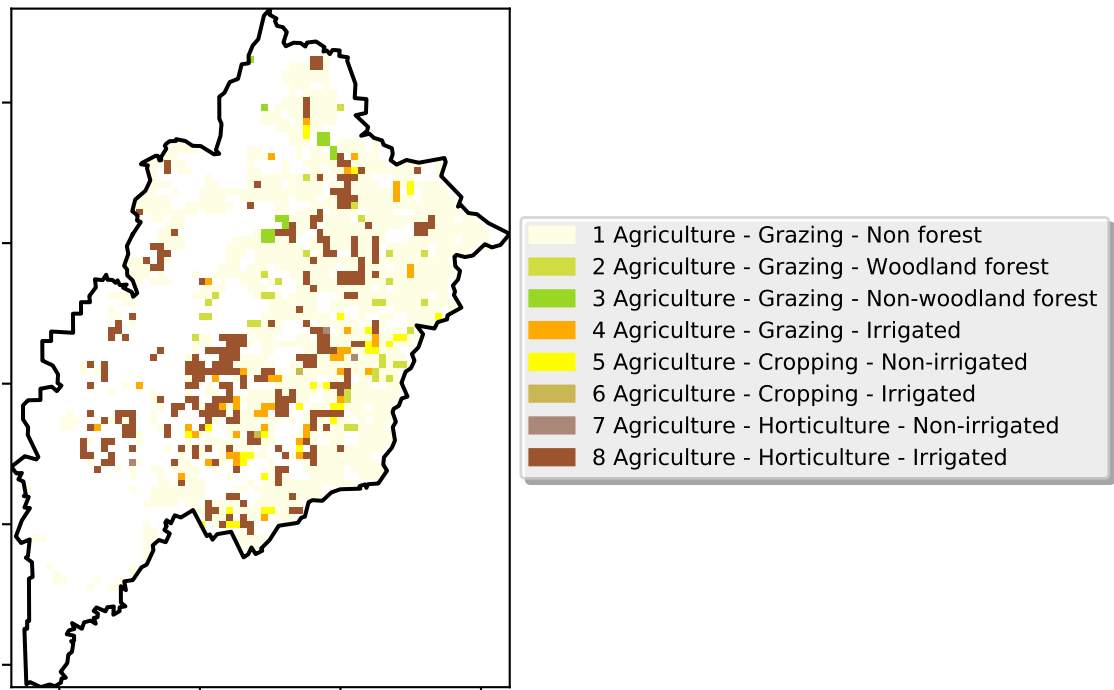 1 Agriculture - Grazing - Non forest
2 Agriculture - Grazing - Woodland forest
3 Agriculture - Grazing - Non-woodland forest
4 Agriculture - Grazing - Irrigated
5 Agriculture - Cropping - Non-irrigated
6 Agriculture - Cropping - Irrigated
7 Agriculture - Horticulture - Non-irrigated
8 Agriculture - Horticulture - Irrigated